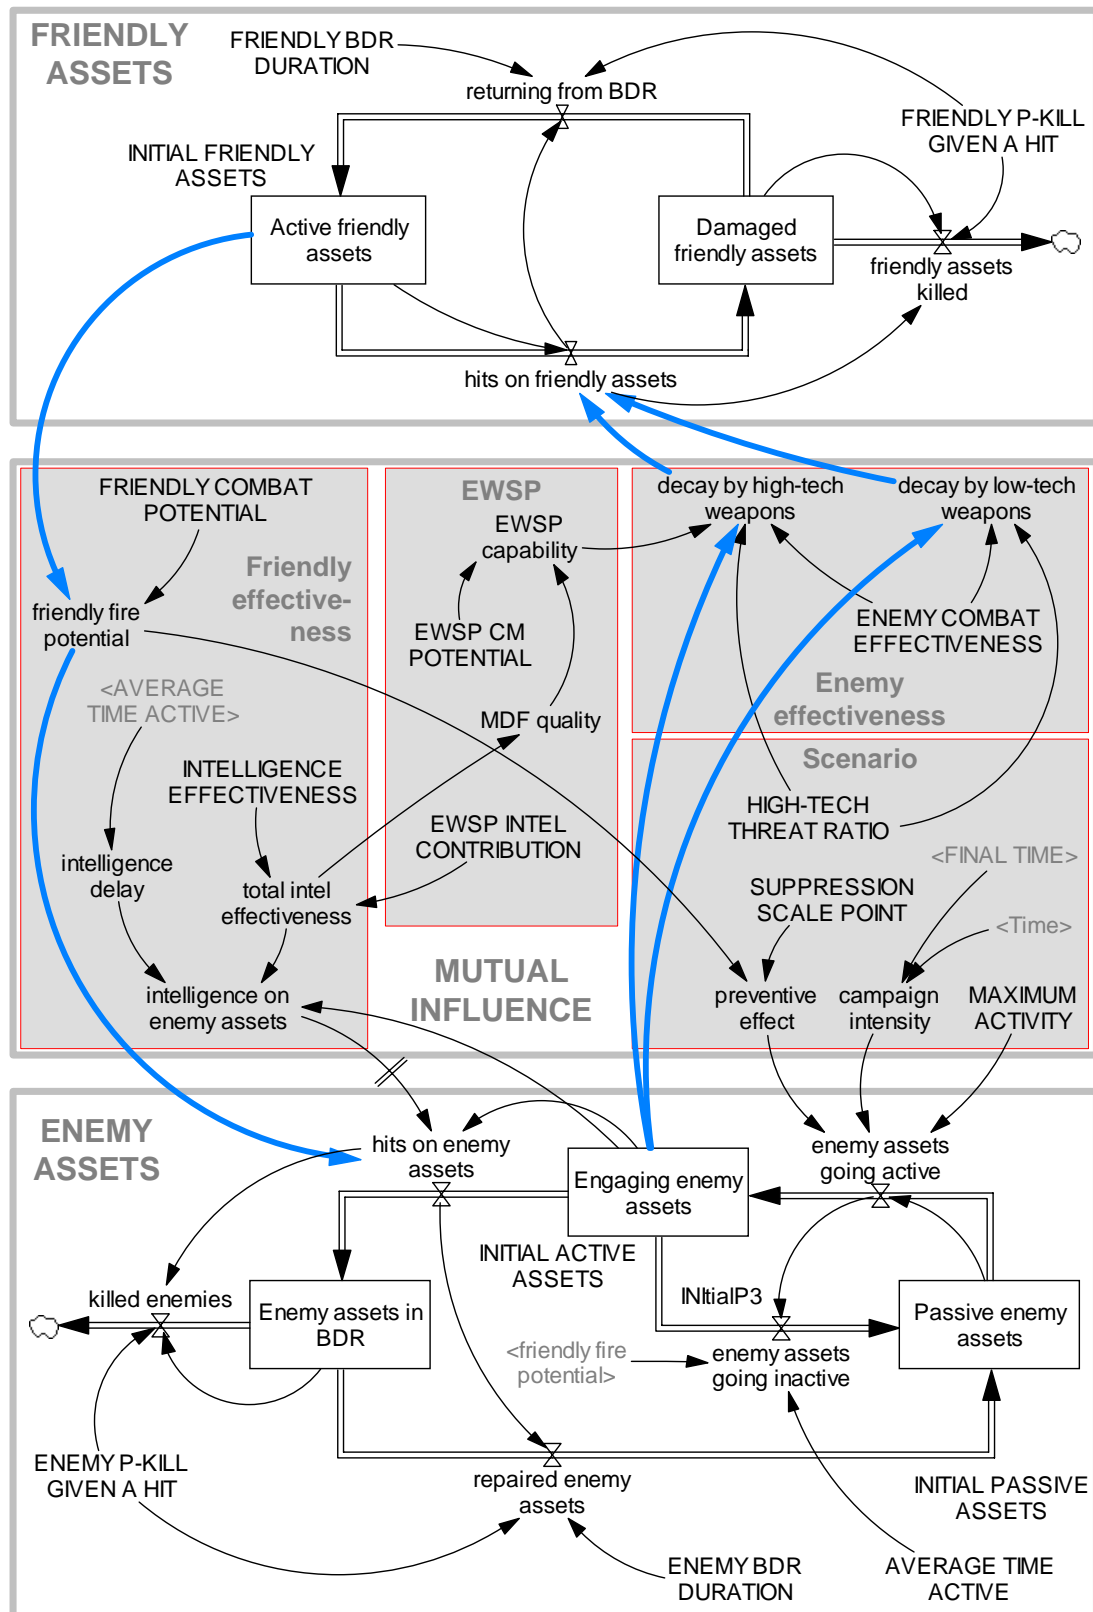 FRIENDLY
ASSETS
FRIENDLY BDR
DURATION
returning from BDR
FRIENDLY P-KILL
GIVEN A HIT
INITIAL FRIENDLY
ASSETS
Active friendly
assets
Damaged
friendly assets
friendly assets
killed
hits on friendly assets
FRIENDLY COMBAT
POTENTIAL
EWSP
decay by high-tech
weapons
decay by low-tech
weapons
EWSP
capability
Friendly
effective-
ness
friendly fire
potential
EWSP CM
POTENTIAL
ENEMY COMBAT
EFFECTIVENESS
<AVERAGE
TIME ACTIVE>
MDF quality
Enemy
effectiveness
Scenario
INTELLIGENCE
EFFECTIVENESS
HIGH-TECH
THREAT RATIO
EWSP INTEL
CONTRIBUTION
<FINAL TIME>
intelligence
delay
total intel
effectiveness
SUPPRESSION
SCALE POINT
<Time>
MUTUAL
INFLUENCE
intelligence on
enemy assets
preventive
effect
campaign
intensity
MAXIMUM
ACTIVITY
ENEMY
ASSETS
hits on enemy
assets
enemy assets
going active
Engaging enemy
assets
INITIAL ACTIVE
ASSETS
killed enemies
Enemy assets in
BDR
INItialP3
Passive enemy
assets
<friendly fire
potential>
enemy assets
going inactive
ENEMY P-KILL
GIVEN A HIT
repaired enemy
assets
INITIAL PASSIVE
ASSETS
ENEMY BDR
DURATION
AVERAGE TIME
ACTIVE